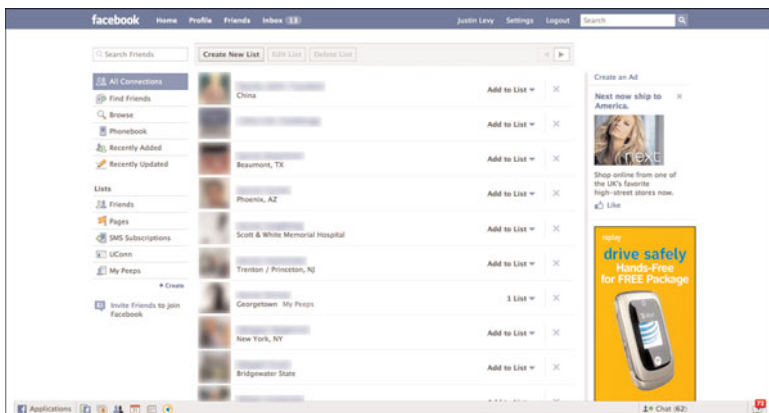 facebook Home Profile Friends Inbox 13 Justin Levy Settings Logout Search
Search Friends
All Connections
Find Friends
Browse
Phonebook
Recently Added
Recently Updated
Lists
Friends
Pages
SMS Subscriptions
UConn
My Peeps
+ Create
Invite Friends to join
Facebook
Create New List Edit List Delete List
China
Add to List
Add to List
Beaumont, TX
Add to List
Phoenix, AZ
Add to List
Scott & White Memorial Hospital
Add to List
Trenton / Princeton, NJ
Add to List
Georgetown My Peeps
1 List
New York, NY
Add to List
Bridgewater State
Add to List
Add to List
Create an Ad
Next now ship to
America.
next
Shop online from one of
the UK's favorite
high-street stores now.
Like
replay
drive safely
Hands-Free
for FREE Package
at&t
Applications
Chat (62)